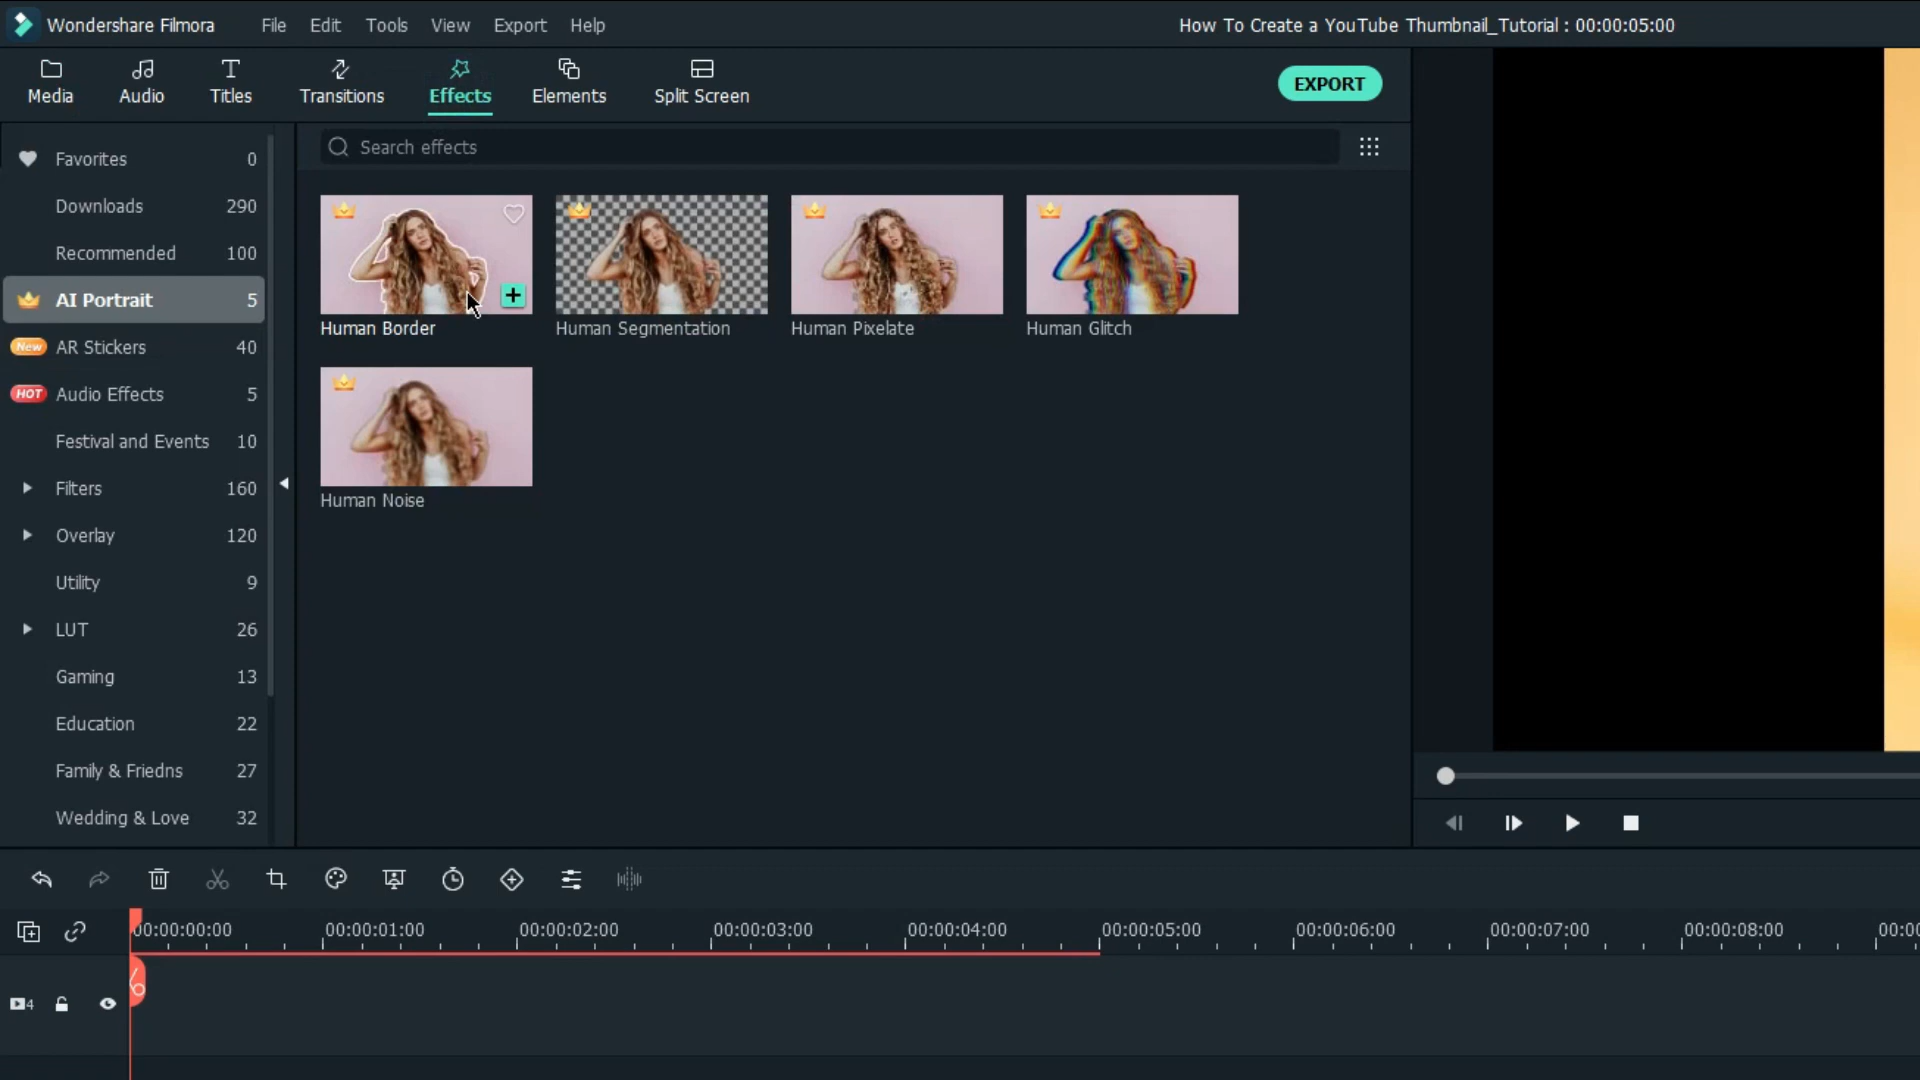 Wondershare Filmora File Edit Tools View Export Help How To Create a YouTube Thumbnail_Tutorial : 00:00:05:00
Media Audio Titles Transitions Effects Elements Split Screen EXPORT
Search effects
Favorites 0
Downloads 290
Recommended 100
AI Portrait 5
New AR Stickers 40
HOT Audio Effects 5
Festival and Events 10
Filters 160
Overlay 120
Utility 9
LUT 26
Gaming 13
Education 22
Family & Friedns 27
Wedding & Love 32
Human Border Human Segmentation Human Pixelate Human Glitch
Human Noise
00:00:00:00 00:00:01:00 00:00:02:00 00:00:03:00 00:00:04:00 00:00:05:00 00:00:06:00 00:00:07:00 00:00:08:00 00:00
4